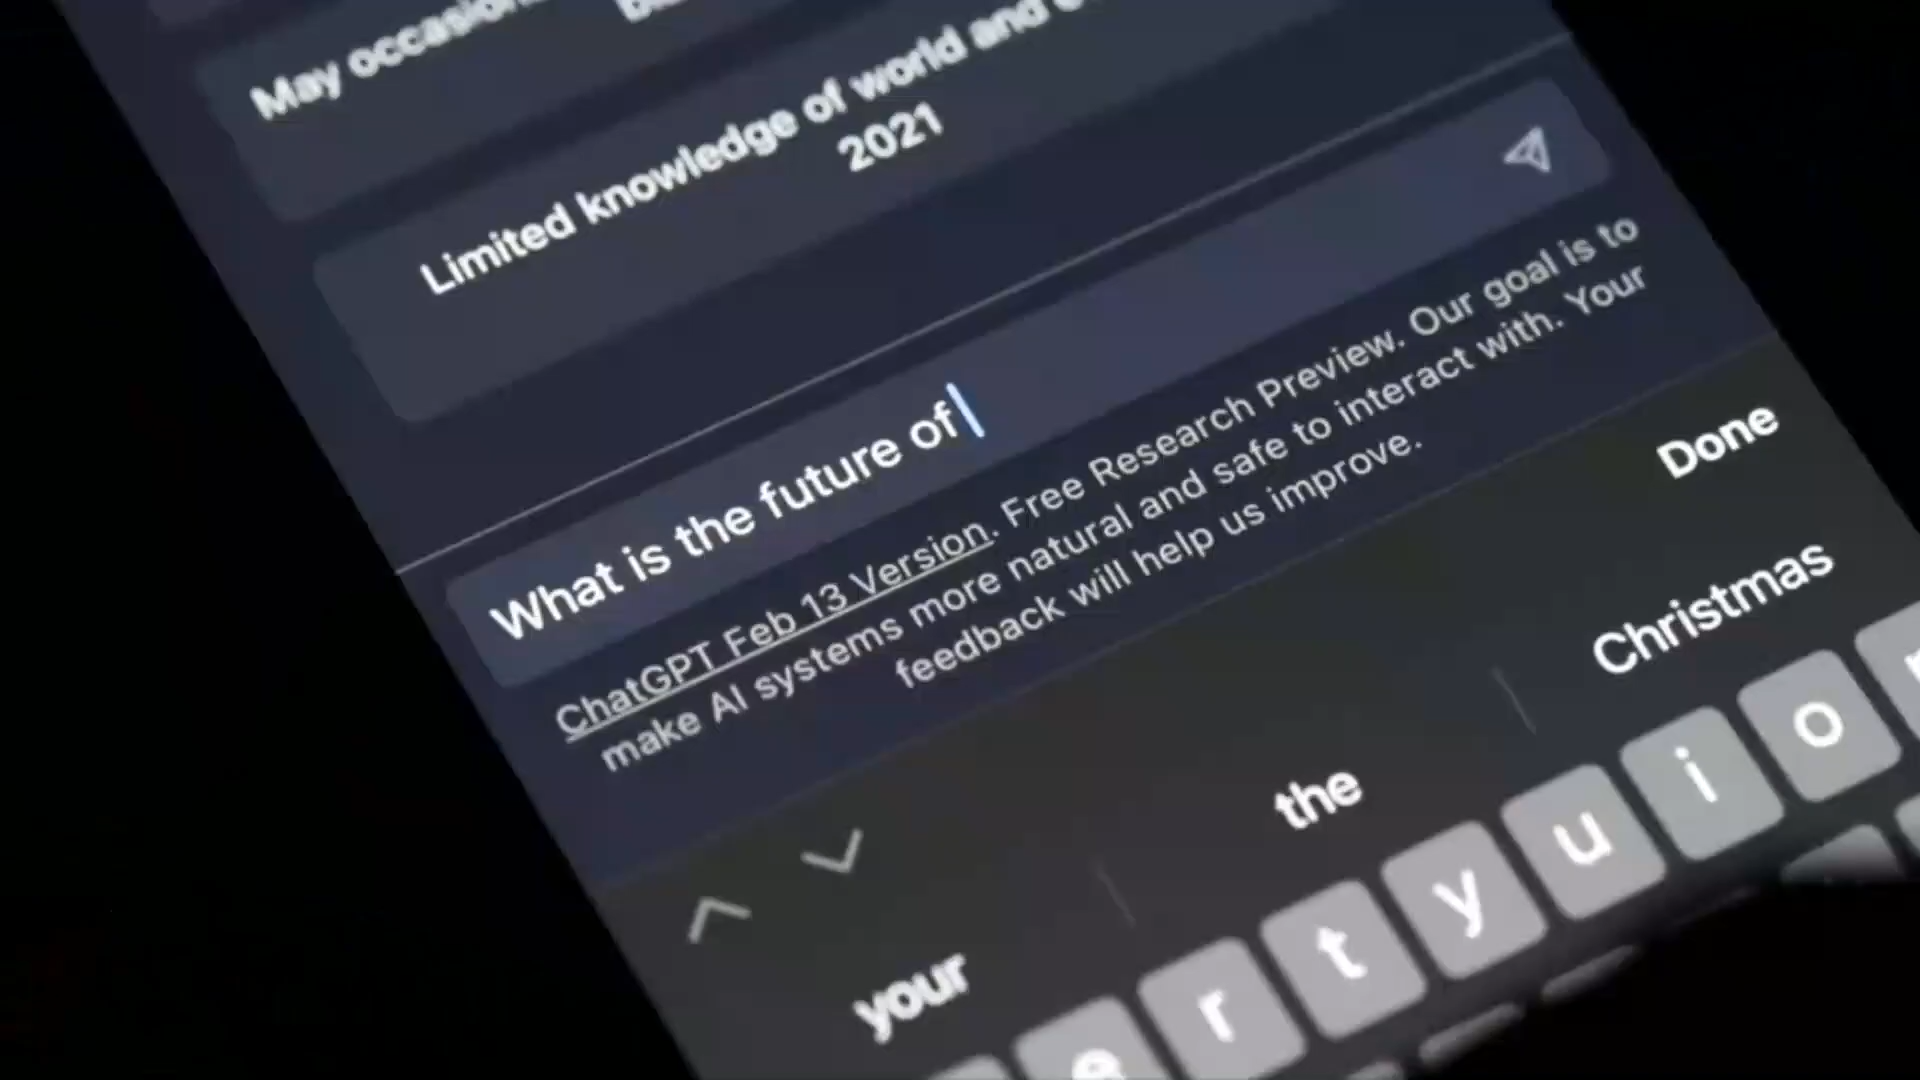 May
Limited knowledge of world and
2021
What is the future of
ChatGPT Feb 13 Version. Free Research Preview. Our goal is to
make AI systems more natural and safe to interact with. Your
feedback will help us improve.
Done
your the Christmas
e r t y u i o